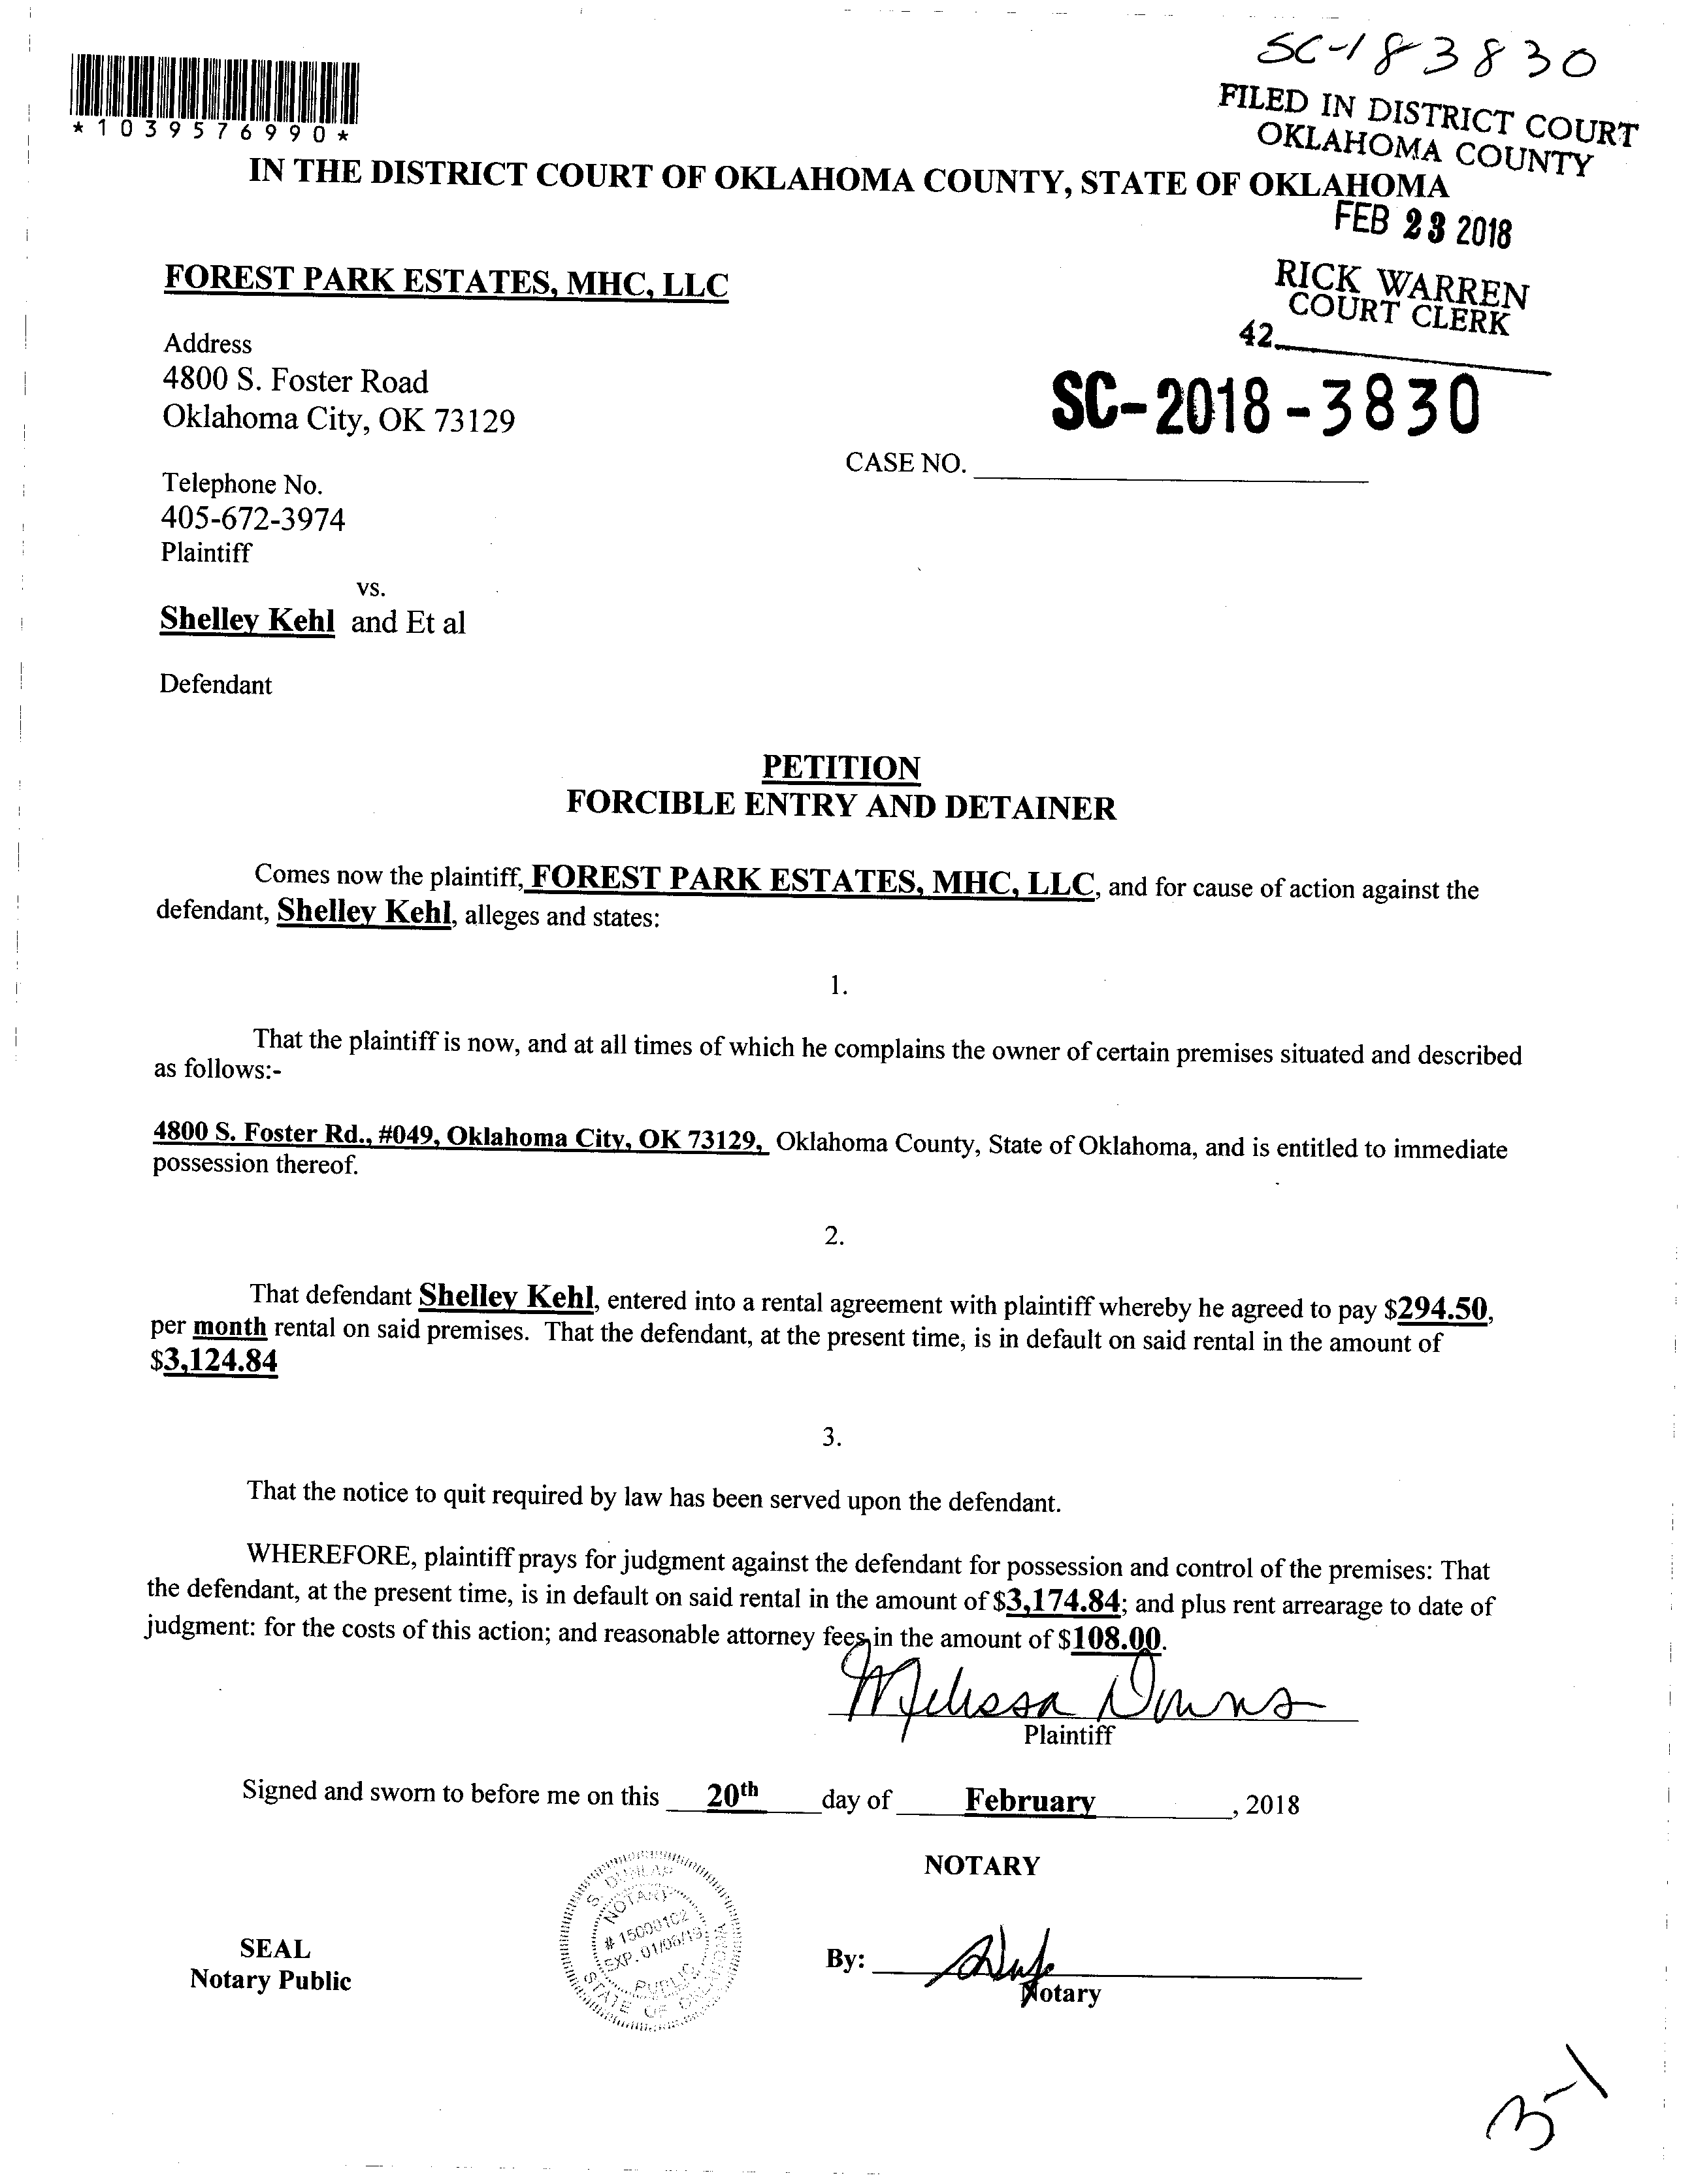 SC-183830
*1039576990*
FILED IN DISTRICT COURT
OKLAHOMA COUNTY
IN THE DISTRICT COURT OF OKLAHOMA COUNTY, STATE OF OKLAHOMA
FEB 23 2018
FOREST PARK ESTATES, MHC, LLC
RICK WARREN
COURT CLERK
42
Address
4800 S. Foster Road
Oklahoma City, OK 73129
SC-2018-3830
CASE NO.
Telephone No.
405-672-3974
Plaintiff
vs.
Shelley Kehl and Et al
Defendant
PETITION
FORCIBLE ENTRY AND DETAINER
Comes now the plaintiff, FOREST PARK ESTATES, MHC, LLC, and for cause of action against the
defendant, Shelley Kehl, alleges and states:
1.
That the plaintiff is now, and at all times of which he complains the owner of certain premises situated and described
as follows:-
4800 S. Foster Rd., #049, Oklahoma City, OK 73129, Oklahoma County, State of Oklahoma, and is entitled to immediate
possession thereof.
2.
That defendant Shelley Kehl, entered into a rental agreement with plaintiff whereby he agreed to pay $294.50,
per month rental on said premises. That the defendant, at the present time, is in default on said rental in the amount of
$3,124.84
3.
That the notice to quit required by law has been served upon the defendant.
WHEREFORE, plaintiff prays for judgment against the defendant for possession and control of the premises: That
the defendant, at the present time, is in default on said rental in the amount of $3,174.84; and plus rent arrearage to date of
judgment: for the costs of this action; and reasonable attorney fees in the amount of $108.00.
Melissa Downs
Plaintiff
Signed and sworn to before me on this 20th day of February, 2018
NOTARY
S. DUNLAP
NOTARY
# 15000102
EXP. 01/06/19
PUBLIC
STATE OF OKLAHOMA
SEAL
Notary Public
By:
Notary
3-1